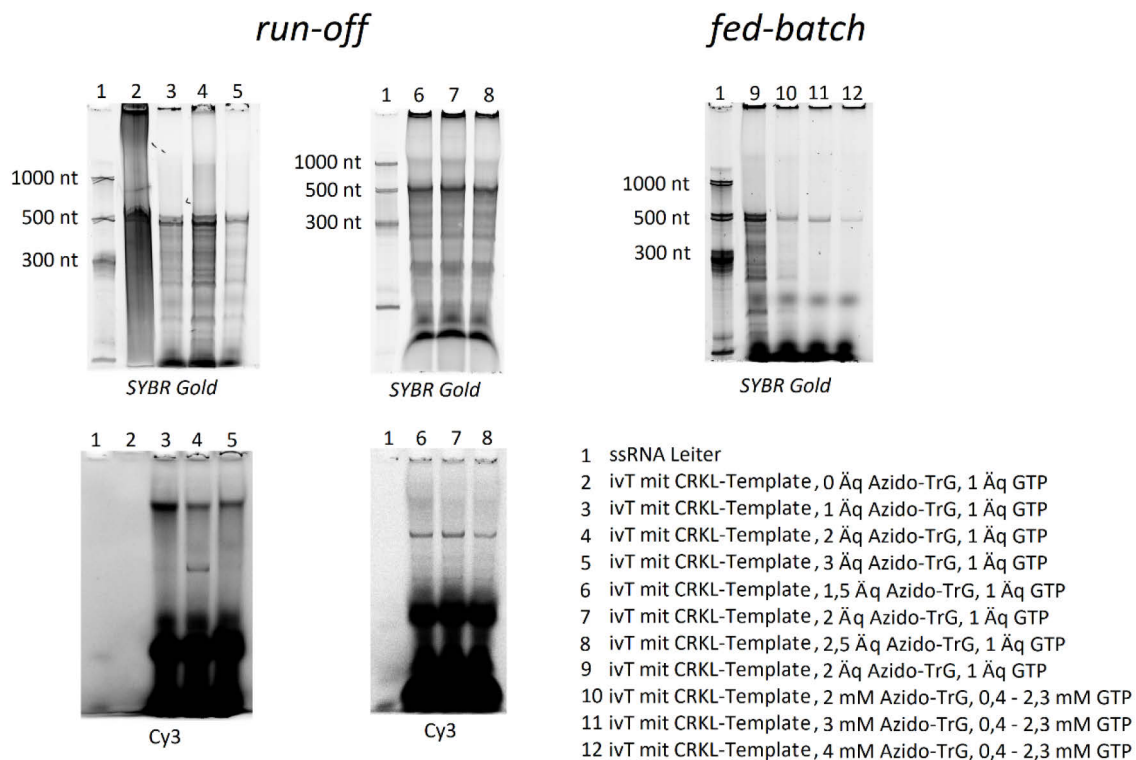 run-off
fed-batch
1 2 3 4 5
1 6 7 8
1 9 10 11 12
1000 nt
500 nt
300 nt
1000 nt
500 nt
300 nt
1000 nt
500 nt
300 nt
SYBR Gold
SYBR Gold
SYBR Gold
1 2 3 4 5
1 6 7 8
Cy3
Cy3
1 ssRNA Leiter
2 ivT mit CRKL-Template, 0 Äq Azido-TrG, 1 Äq GTP
3 ivT mit CRKL-Template, 1 Äq Azido-TrG, 1 Äq GTP
4 ivT mit CRKL-Template, 2 Äq Azido-TrG, 1 Äq GTP
5 ivT mit CRKL-Template, 3 Äq Azido-TrG, 1 Äq GTP
6 ivT mit CRKL-Template, 1,5 Äq Azido-TrG, 1 Äq GTP
7 ivT mit CRKL-Template, 2 Äq Azido-TrG, 1 Äq GTP
8 ivT mit CRKL-Template, 2,5 Äq Azido-TrG, 1 Äq GTP
9 ivT mit CRKL-Template, 2 Äq Azido-TrG, 1 Äq GTP
10 ivT mit CRKL-Template, 2 mM Azido-TrG, 0,4 - 2,3 mM GTP
11 ivT mit CRKL-Template, 3 mM Azido-TrG, 0,4 - 2,3 mM GTP
12 ivT mit CRKL-Template, 4 mM Azido-TrG, 0,4 - 2,3 mM GTP